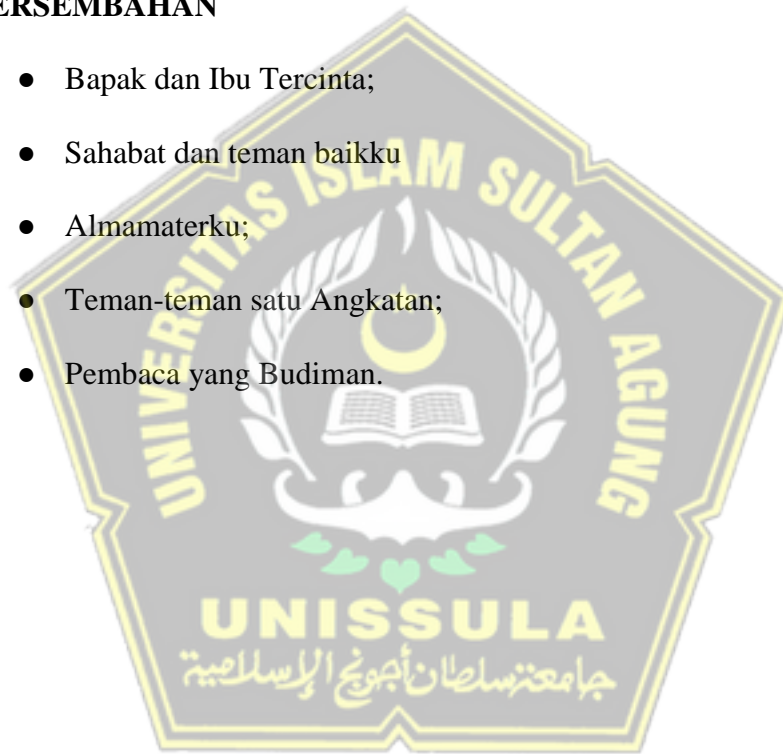 ERSEMBAHAN
● Bapak dan Ibu Tercinta;
● Sahabat dan teman baikku
● Almamaterku;
● Teman-teman satu Angkatan;
● Pembaca yang Budiman.
UNIVERSITAS ISLAM SULTAN AGUNG
UNISSULA
جامعة سلطان أجونج الإسلامية